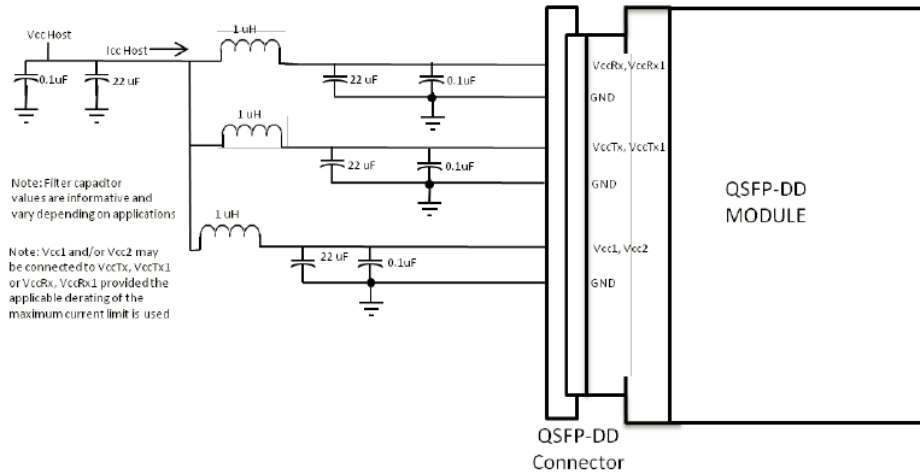 Vcc Host
Icc Host
0.1uF
22 uF
1 uH
22 uF
0.1uF
VccRx, VccRx1
GND
1 uH
22 uF
0.1uF
VccTx, VccTx1
GND
Note: Filter capacitor
values are informative and
vary depending on applications
Note: Vcc1 and/or Vcc2 may
be connected to VccTx, VccTx1
or VccRx, VccRx1 provided the
applicable derating of the
maximum current limit is used
1 uH
22 uF
0.1uF
Vcc1, Vcc2
GND
QSFP-DD
MODULE
QSFP-DD
Connector